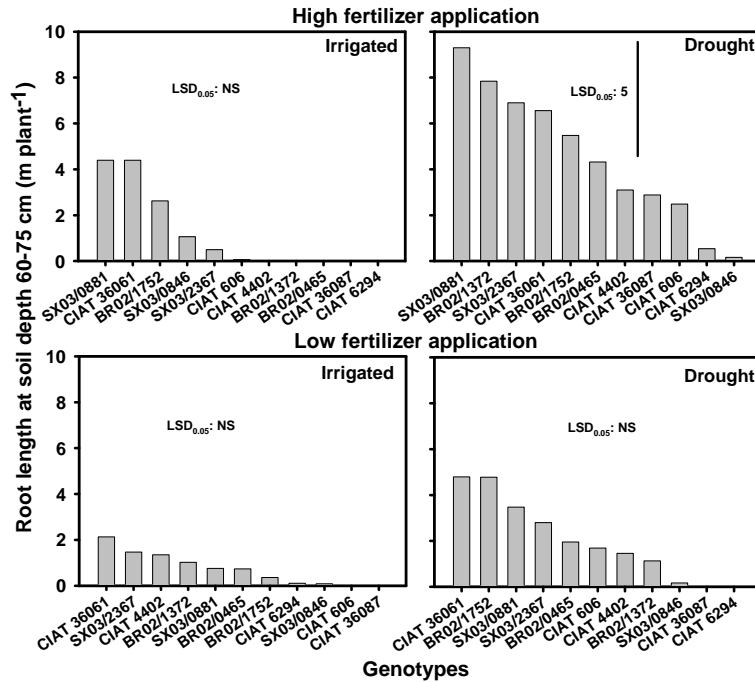 High fertilizer application
Root length at soil depth 60-75 cm (m plant⁻¹)
10
8
6
4
2
0
Irrigated
LSD₀.₀₅: NS
SX03/0881
CIAT 36061
BR02/1752
SX03/0846
SX03/2367
CIAT 606
CIAT 4402
BR02/1372
BR02/0465
CIAT 36087
CIAT 6294
10
8
6
4
2
0
Drought
LSD₀.₀₅: 5
SX03/0881
BR02/1372
SX03/2367
CIAT 36061
BR02/1752
BR02/0465
CIAT 4402
CIAT 36087
CIAT 606
CIAT 6294
SX03/0846
Low fertilizer application
10
8
6
4
2
0
Irrigated
LSD₀.₀₅: NS
CIAT 36061
SX03/2367
CIAT 4402
BR02/1372
SX03/0881
BR02/0465
BR02/1752
CIAT 6294
SX03/0846
CIAT 606
CIAT 36087
Drought
LSD₀.₀₅: NS
CIAT 36061
BR02/1752
SX03/0881
SX03/2367
BR02/0465
CIAT 606
CIAT 4402
BR02/1372
SX03/0846
CIAT 36087
CIAT 6294
Genotypes